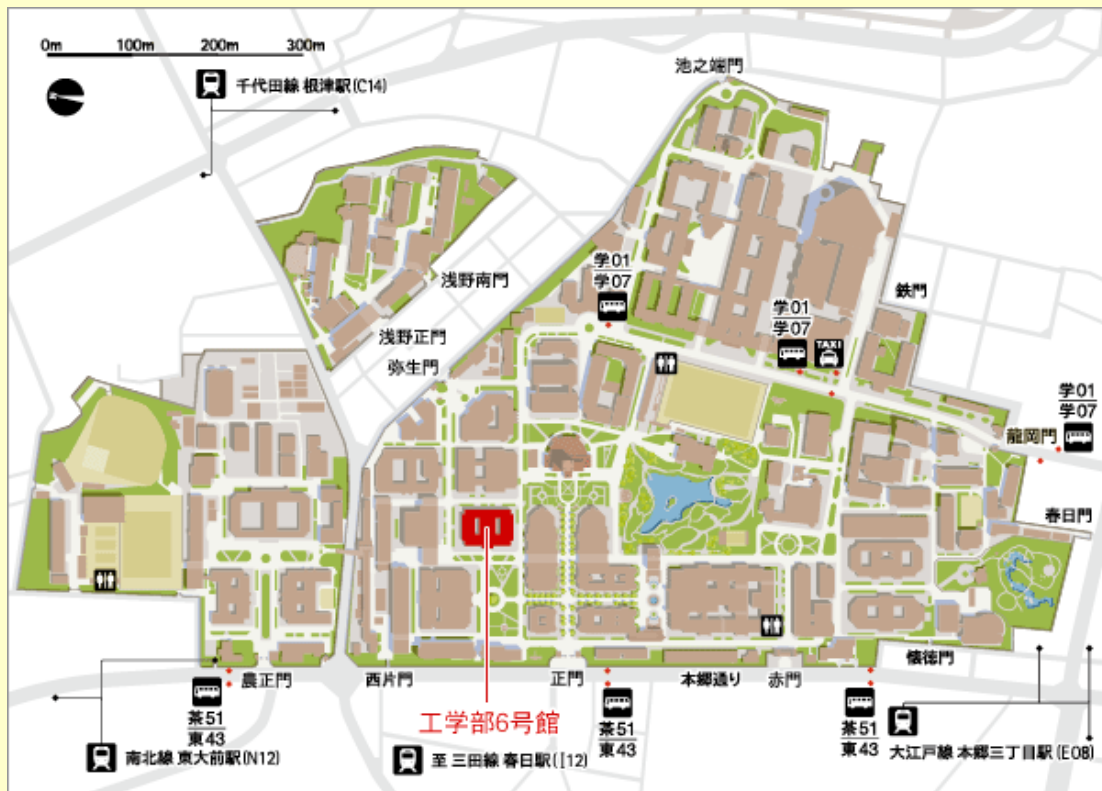 0m 100m 200m 300m
千代田線 根津駅(C14)
池之端門
浅野南門
浅野正門
弥生門
学01
学07
学01
学07
TAXI
鉄門
学01
学07
龍岡門
春日門
農正門
西片門
正門
本郷通り
赤門
懐徳門
茶51
東43
工学部6号館
茶51
東43
茶51
東43
南北線 東大前駅(N12)
至 三田線 春日駅(I12)
大江戸線 本郷三丁目駅(E08)